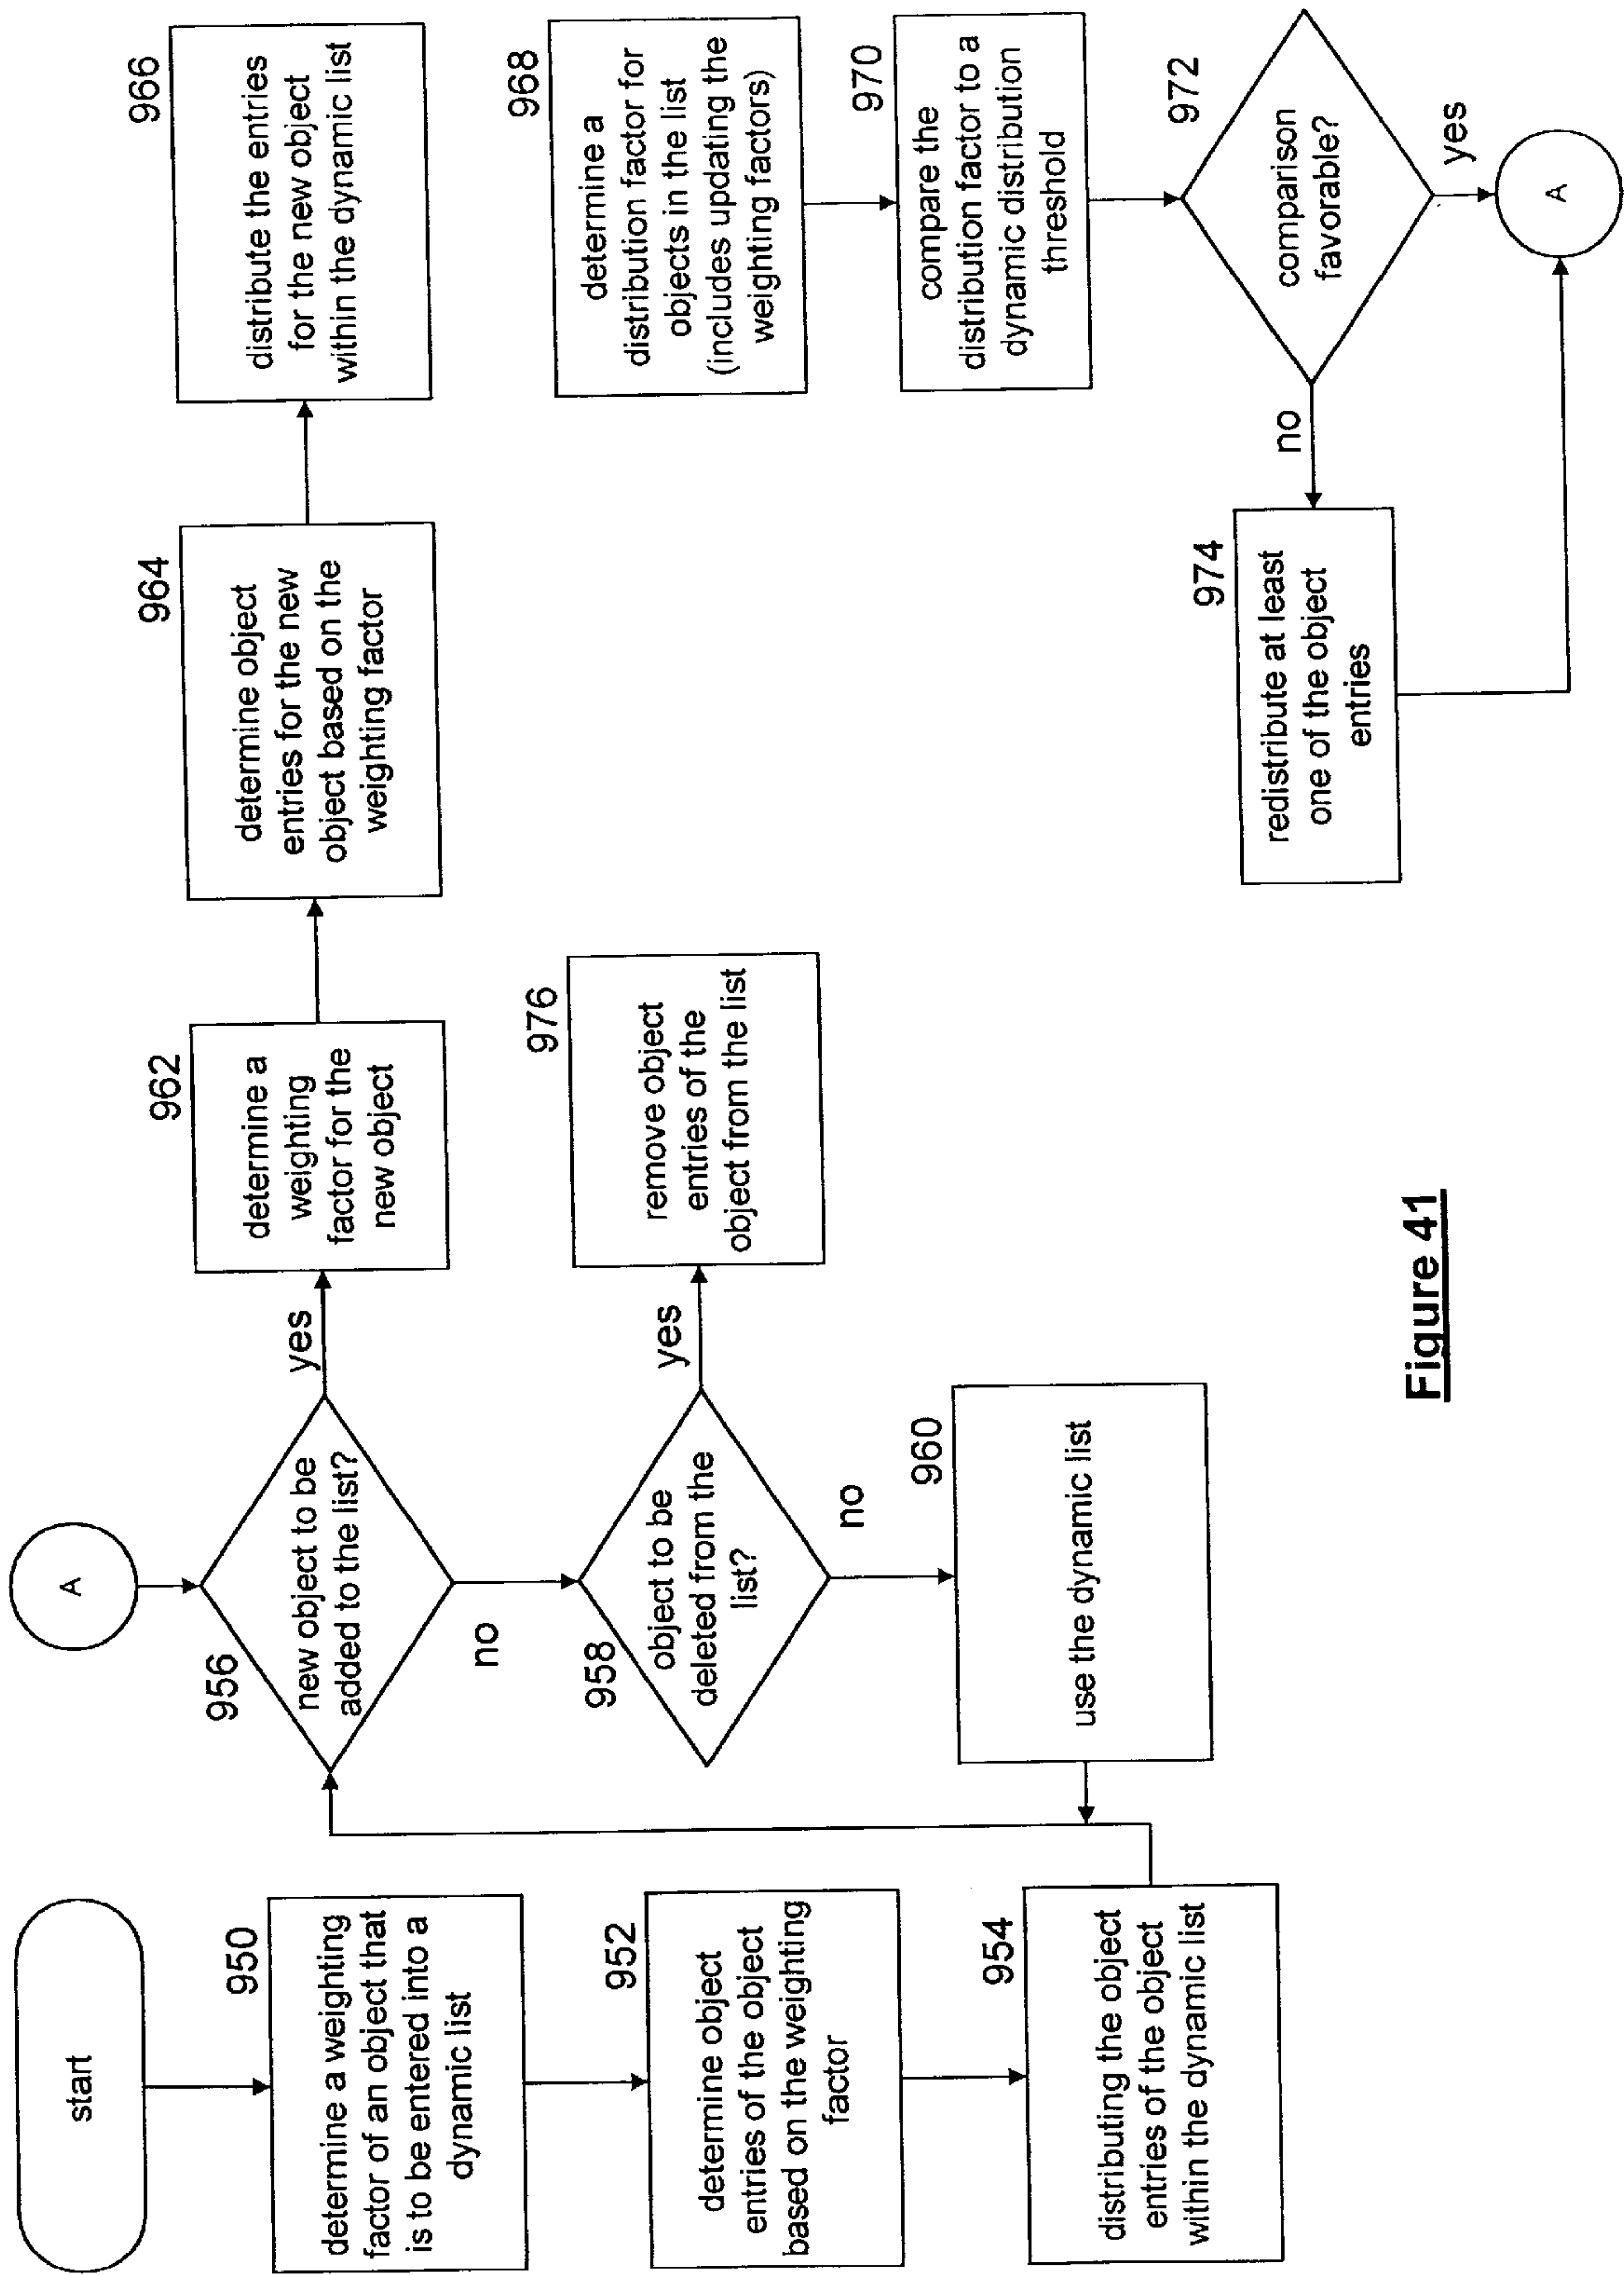 start
950
determine a weighting
factor of an object that
is to be entered into a
dynamic list
952
determine object
entries of the object
based on the weighting
factor
954
distributing the object
entries of the object
within the dynamic list
A
956
new object to be
added to the list?
yes
no
958
object to be
deleted from the
list?
yes
no
960
use the dynamic list
962
determine a
weighting
factor for the
new object
976
remove object
entries of the
object from the list
964
determine object
entries for the new
object based on the
weighting factor
966
distribute the entries
for the new object
within the dynamic list
968
determine a
distribution factor for
objects in the list
(includes updating the
weighting factors)
970
compare the
distribution factor to a
dynamic distribution
threshold
972
comparison
favorable?
no
yes
974
redistribute at least
one of the object
entries
A
Figure 41